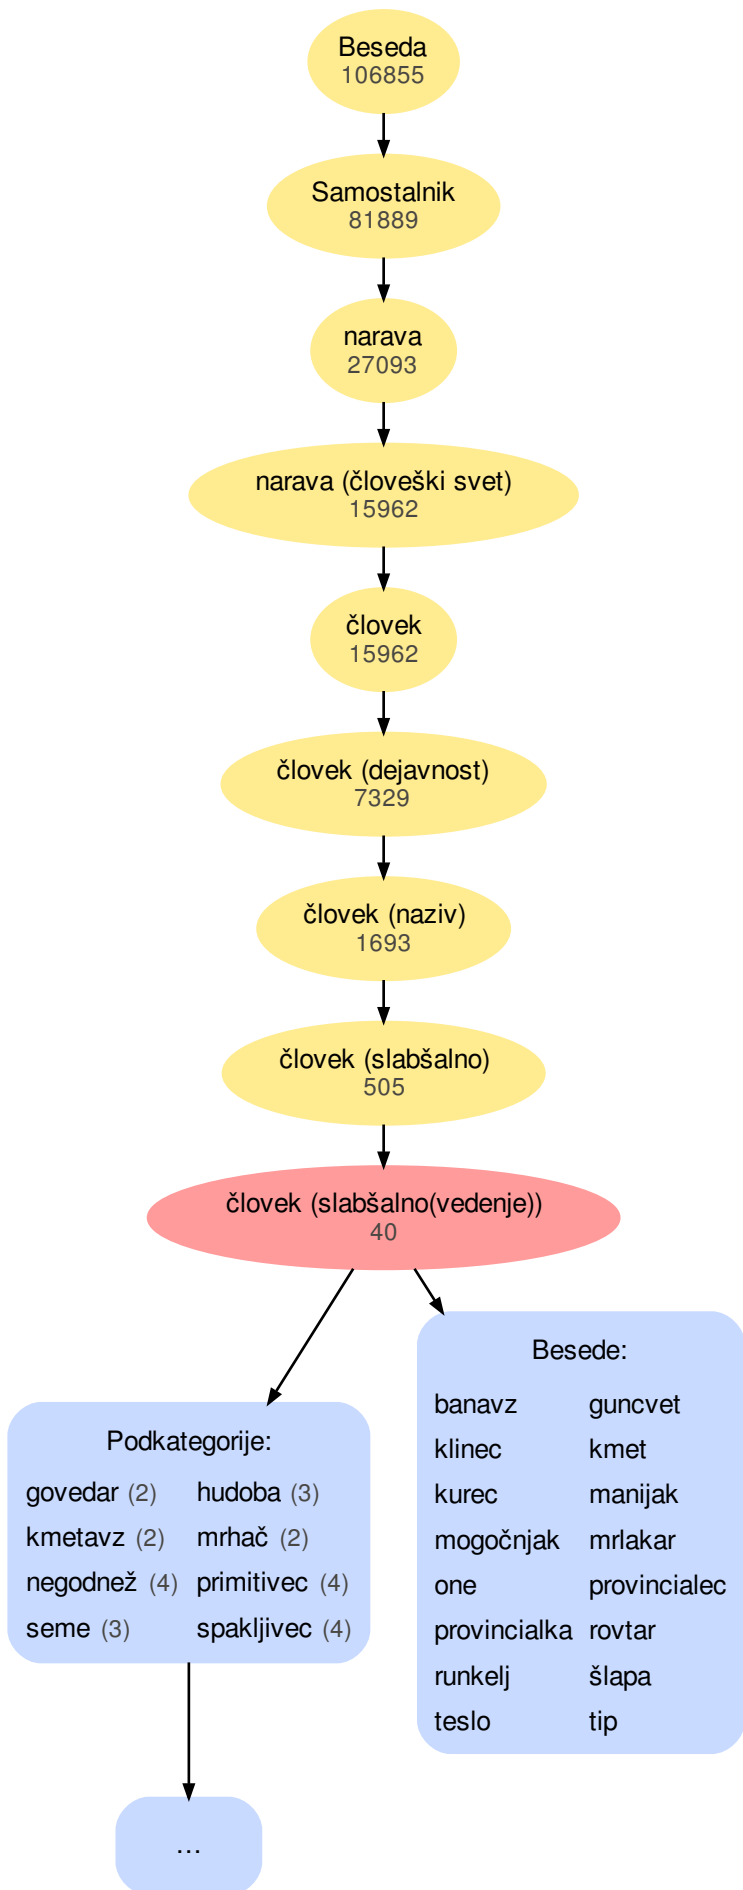 Beseda
106855
Samostalnik
81889
narava
27093
narava (človeški svet)
15962
človek
15962
človek (dejavnost)
7329
človek (naziv)
1693
človek (slabšalno)
505
človek (slabšalno(vedenje))
40
Podkategorije:
govedar (2) hudoba (3)
kmetavz (2) mrhač (2)
negodnež (4) primitivec (4)
seme (3) spakljivec (4)
...
Besede:
banavz guncvet
klinec kmet
kurec manijak
mogočnjak mrlakar
one provincialec
provincialka rovtar
runkelj šlapa
teslo tip